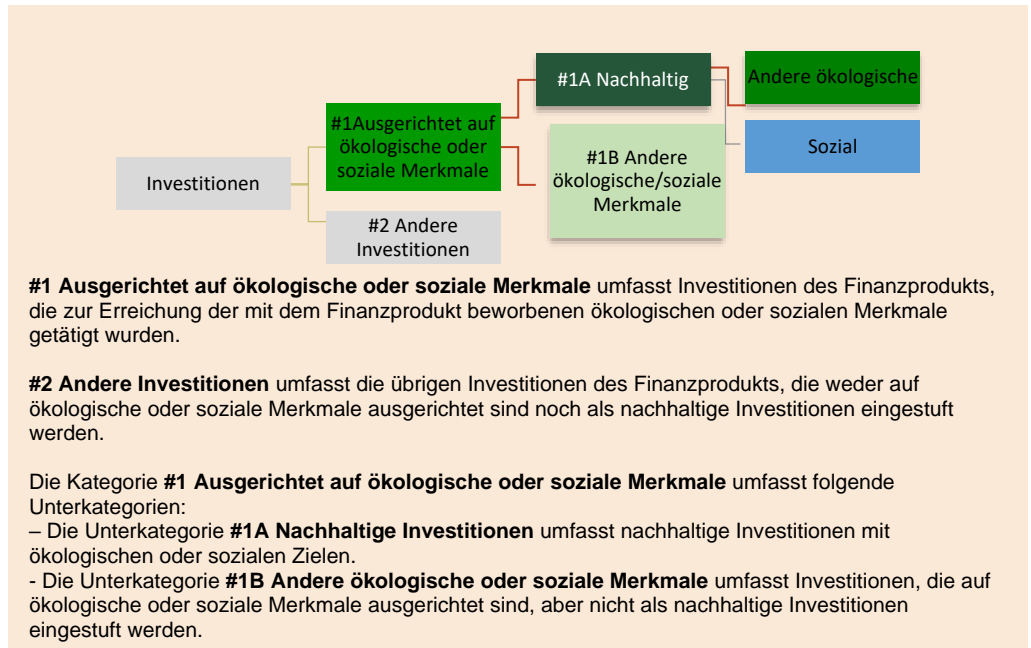 #1A Nachhaltig
Andere ökologische
#1Ausgerichtet auf
ökologische oder
soziale Merkmale
#1B Andere
ökologische/soziale
Merkmale
Sozial
Investitionen
#2 Andere
Investitionen
#1 Ausgerichtet auf ökologische oder soziale Merkmale umfasst Investitionen des Finanzprodukts,
die zur Erreichung der mit dem Finanzprodukt beworbenen ökologischen oder sozialen Merkmale
getätigt wurden.
#2 Andere Investitionen umfasst die übrigen Investitionen des Finanzprodukts, die weder auf
ökologische oder soziale Merkmale ausgerichtet sind noch als nachhaltige Investitionen eingestuft
werden.
Die Kategorie #1 Ausgerichtet auf ökologische oder soziale Merkmale umfasst folgende
Unterkategorien:
– Die Unterkategorie #1A Nachhaltige Investitionen umfasst nachhaltige Investitionen mit
ökologischen oder sozialen Zielen.
- Die Unterkategorie #1B Andere ökologische oder soziale Merkmale umfasst Investitionen, die auf
ökologische oder soziale Merkmale ausgerichtet sind, aber nicht als nachhaltige Investitionen
eingestuft werden.